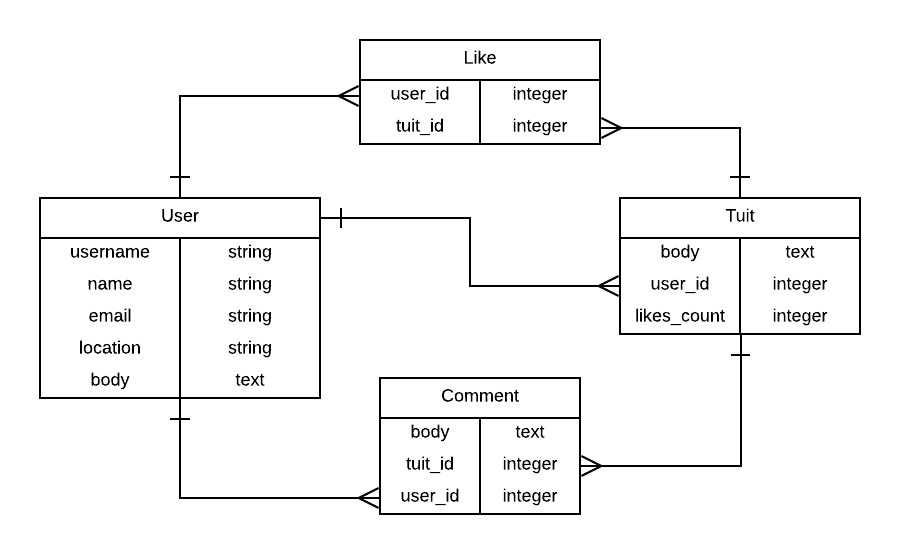 Like
user_id integer
tuit_id integer
User
username string
name string
email string
location string
body text
Tuit
body text
user_id integer
likes_count integer
Comment
body text
tuit_id integer
user_id integer